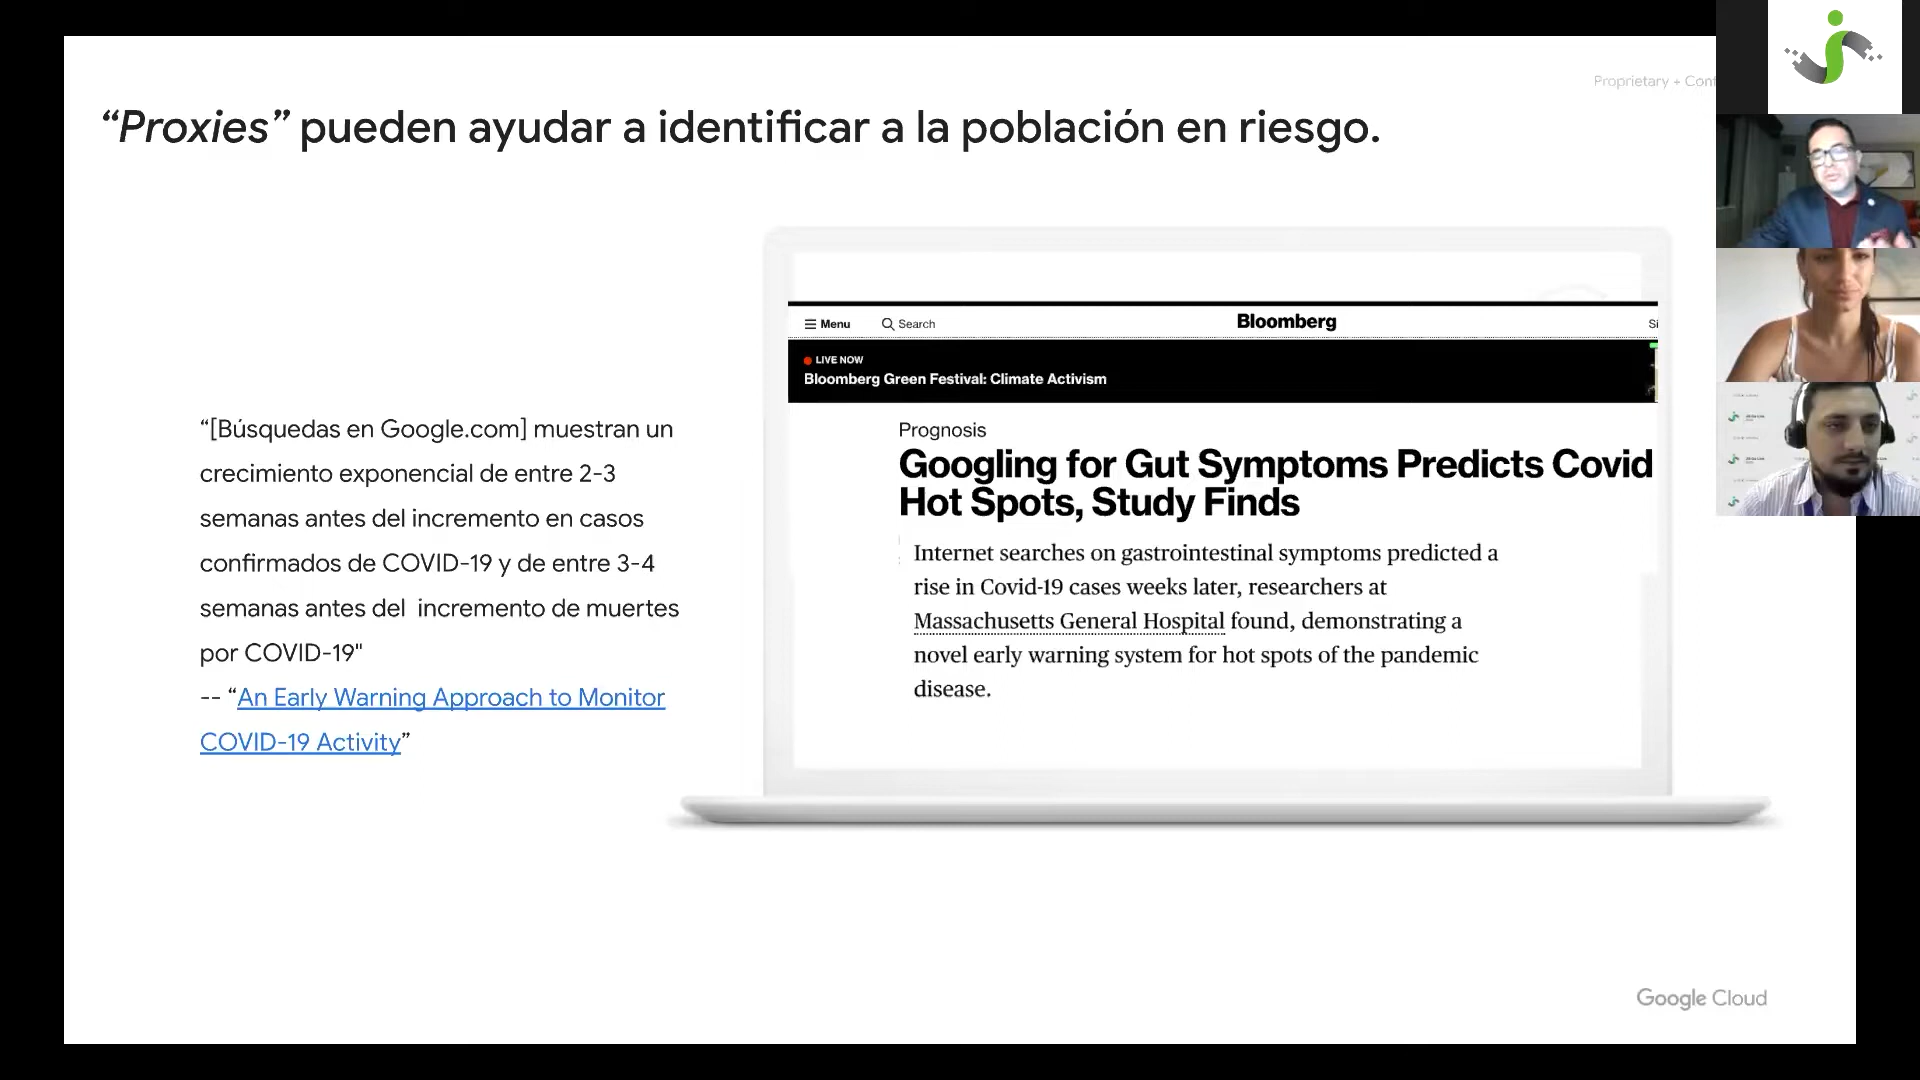 Proprietary +
“Proxies” pueden ayudar a identificar a la población en riesgo.
“[Búsquedas en Google.com] muestran un
crecimiento exponencial de entre 2-3
semanas antes del incremento en casos
confirmados de COVID-19 y de entre 3-4
semanas antes del incremento de muertes
por COVID-19"
-- “An Early Warning Approach to Monitor
COVID-19 Activity”
Menu Search Bloomberg
LIVE NOW
Bloomberg Green Festival: Climate Activism
Prognosis
Googling for Gut Symptoms Predicts Covid
Hot Spots, Study Finds
Internet searches on gastrointestinal symptoms predicted a
rise in Covid-19 cases weeks later, researchers at
Massachusetts General Hospital found, demonstrating a
novel early warning system for hot spots of the pandemic
disease.
Google Cloud